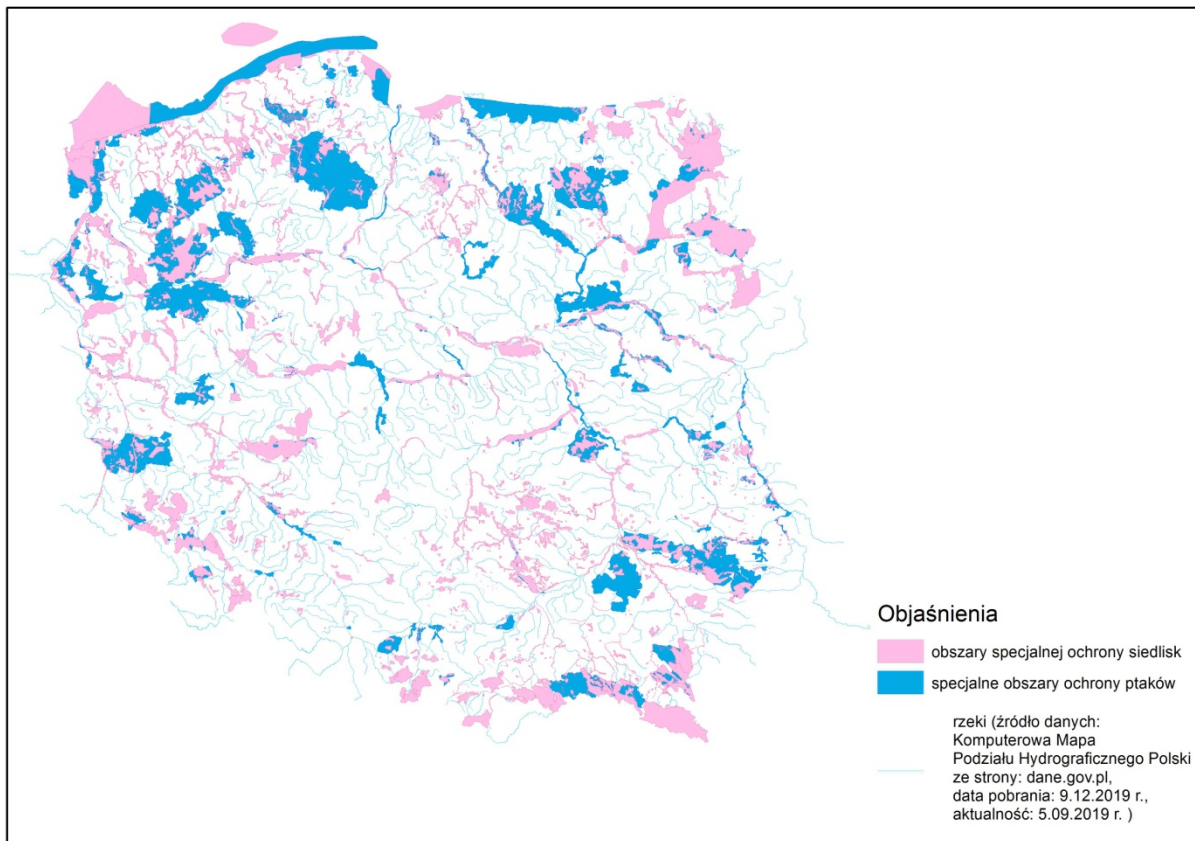 Objaśnienia
obszary specjalnej ochrony siedlisk
specjalne obszary ochrony ptaków
rzeki (źródło danych:
Komputerowa Mapa
Podziału Hydrograficznego Polski
ze strony: dane.gov.pl,
data pobrania: 9.12.2019 r.,
aktualność: 5.09.2019 r. )